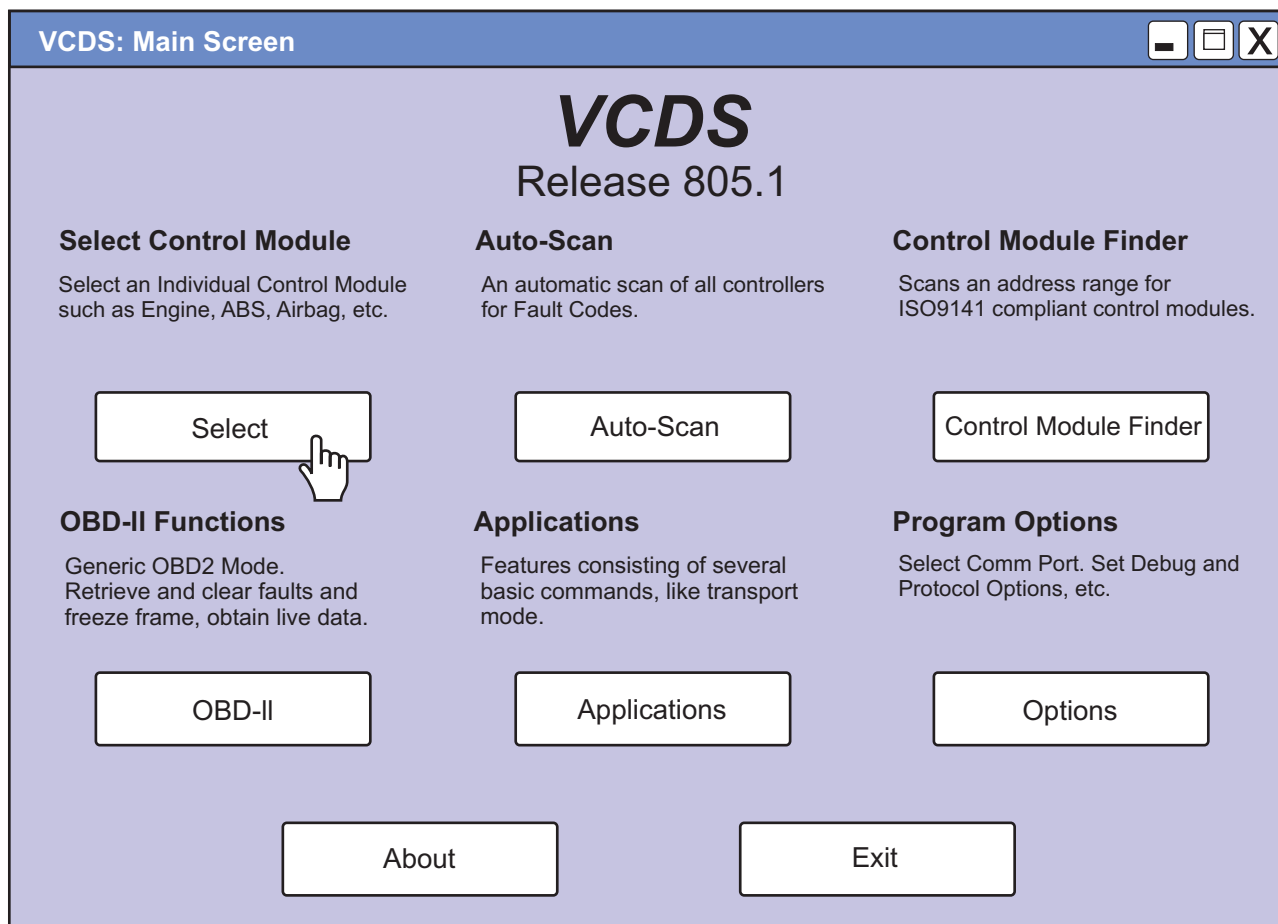 VCDS: Main Screen
VCDS
Release 805.1
Select Control Module
Select an Individual Control Module
such as Engine, ABS, Airbag, etc.
Select
Auto-Scan
An automatic scan of all controllers
for Fault Codes.
Auto-Scan
Control Module Finder
Scans an address range for
ISO9141 compliant control modules.
Control Module Finder
OBD-II Functions
Generic OBD2 Mode.
Retrieve and clear faults and
freeze frame, obtain live data.
OBD-II
Applications
Features consisting of several
basic commands, like transport
mode.
Applications
Program Options
Select Comm Port. Set Debug and
Protocol Options, etc.
Options
About
Exit